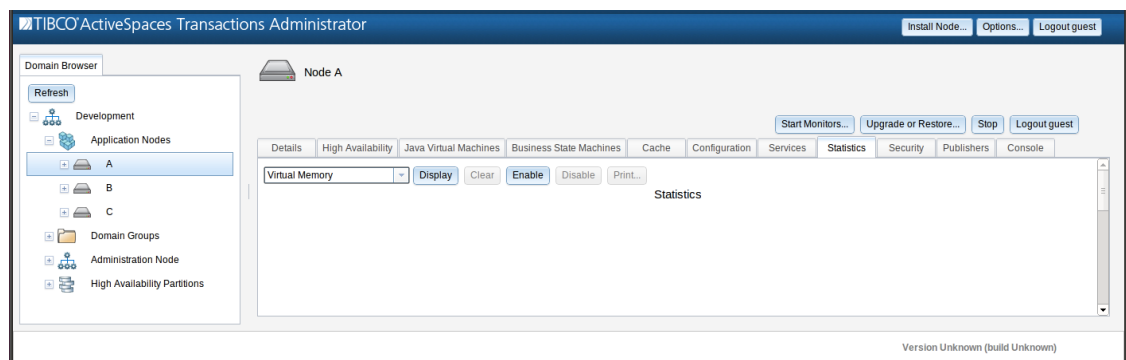 TIBCO ActiveSpaces Transactions Administrator
Install Node... Options... Logout guest
Domain Browser
Refresh
Development
Application Nodes
A
B
C
Domain Groups
Administration Node
High Availability Partitions
Node A
Start Monitors... Upgrade or Restore... Stop Logout guest
Details High Availability Java Virtual Machines Business State Machines Cache Configuration Services Statistics Security Publishers Console
Virtual Memory Display Clear Enable Disable Print...
Statistics
Version Unknown (build Unknown)